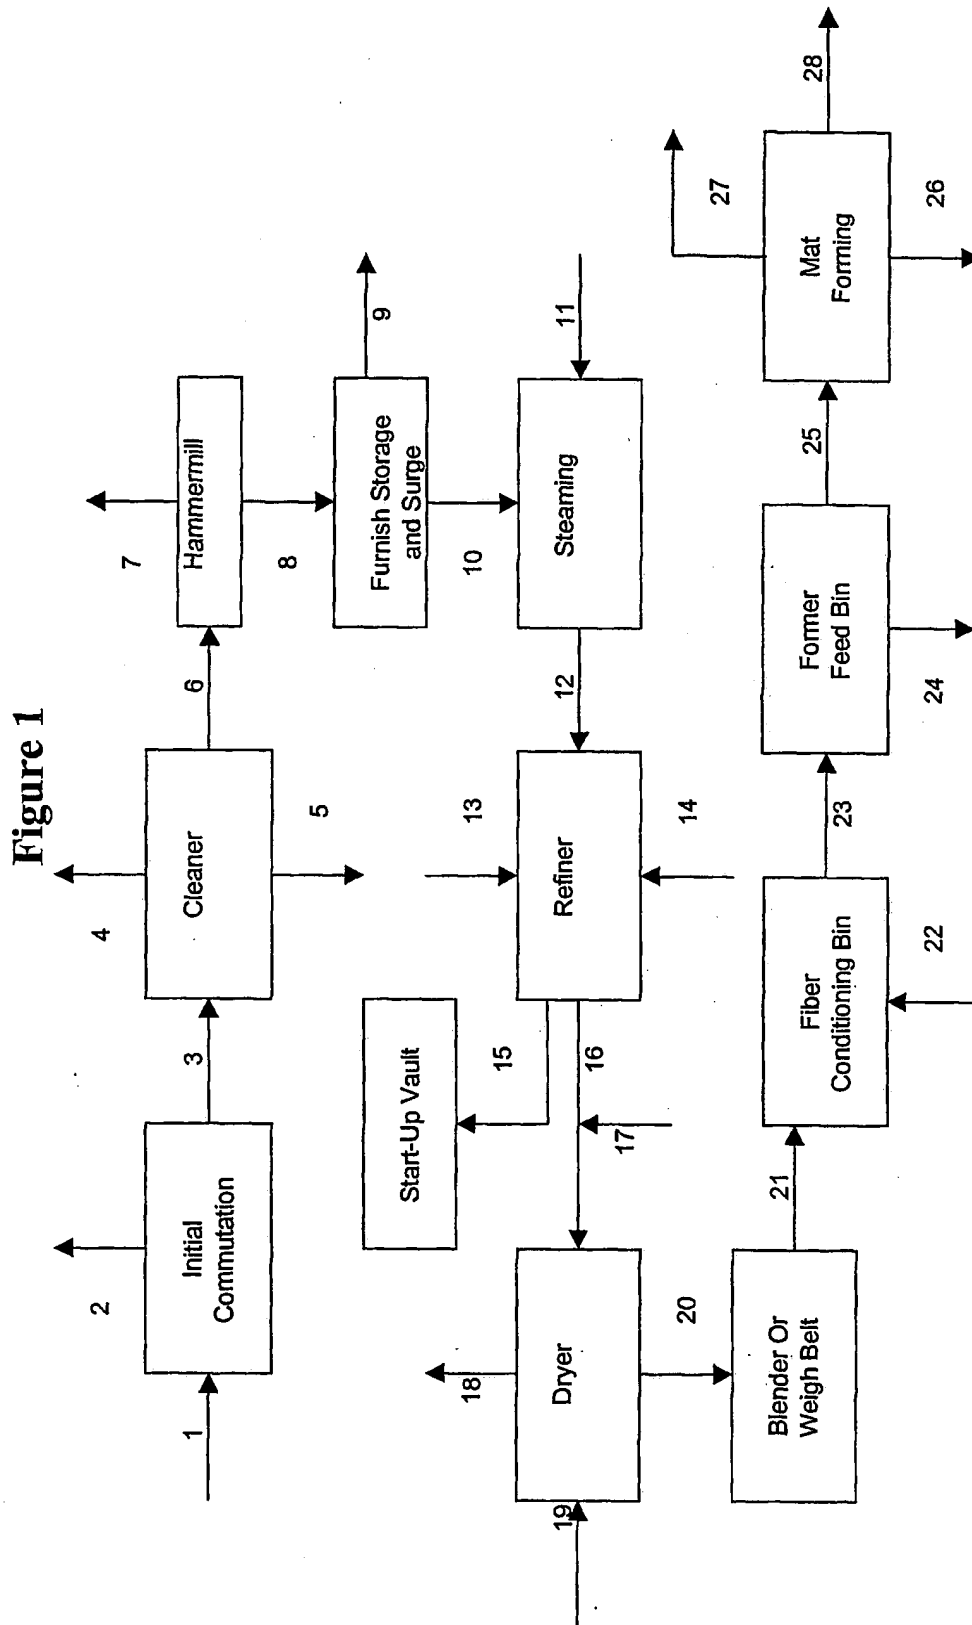 Figure 1
1
Initial
Commutation
2
3
Cleaner
4
5
6
Hammermill
7
8
Furnish Storage
and Surge
9
10
Steaming
11
12
Refiner
13
14
15
Start-Up Vault
16
17
Dryer
18
19
20
Blender Or
Weigh Belt
21
Fiber
Conditioning Bin
22
23
Former
Feed Bin
24
25
Mat
Forming
26
27
28